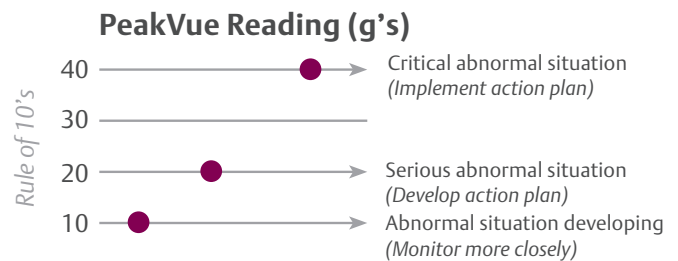 PeakVue Reading (g’s)
Rule of 10’s
40
Critical abnormal situation
(Implement action plan)
30
20
Serious abnormal situation
(Develop action plan)
10
Abnormal situation developing
(Monitor more closely)